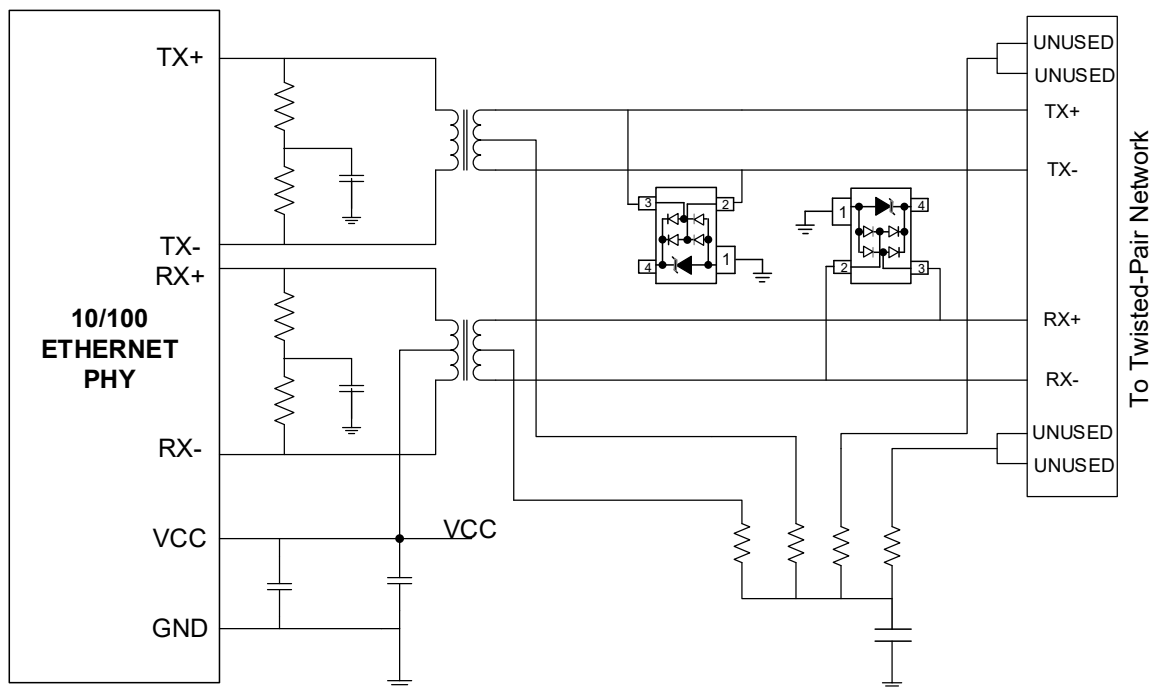 TX+
TX-
RX+
10/100
ETHERNET
PHY
RX-
VCC
GND
VCC
3
2
4
1
1
4
2
3
UNUSED
UNUSED
TX+
TX-
RX+
RX-
UNUSED
UNUSED
To Twisted-Pair Network